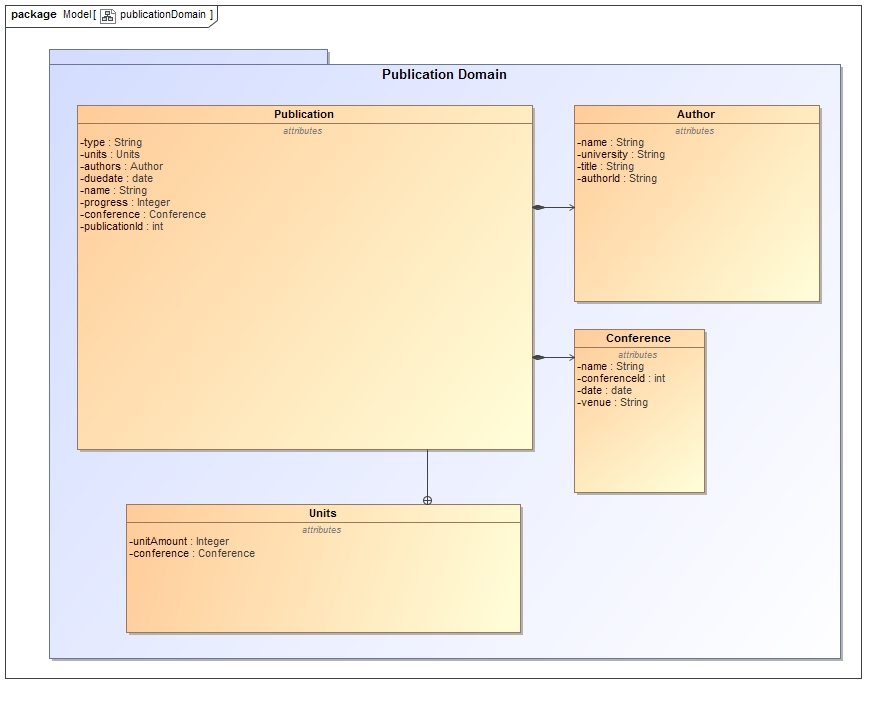 package Model[ publicationDomain ]
Publication Domain
Publication
attributes
-type : String
-units : Units
-authors : Author
-duedate : date
-name : String
-progress : Integer
-conference : Conference
-publicationId : int
Author
attributes
-name : String
-university : String
-title : String
-authorId : String
Conference
attributes
-name : String
-conferenceId : int
-date : date
-venue : String
Units
attributes
-unitAmount : Integer
-conference : Conference